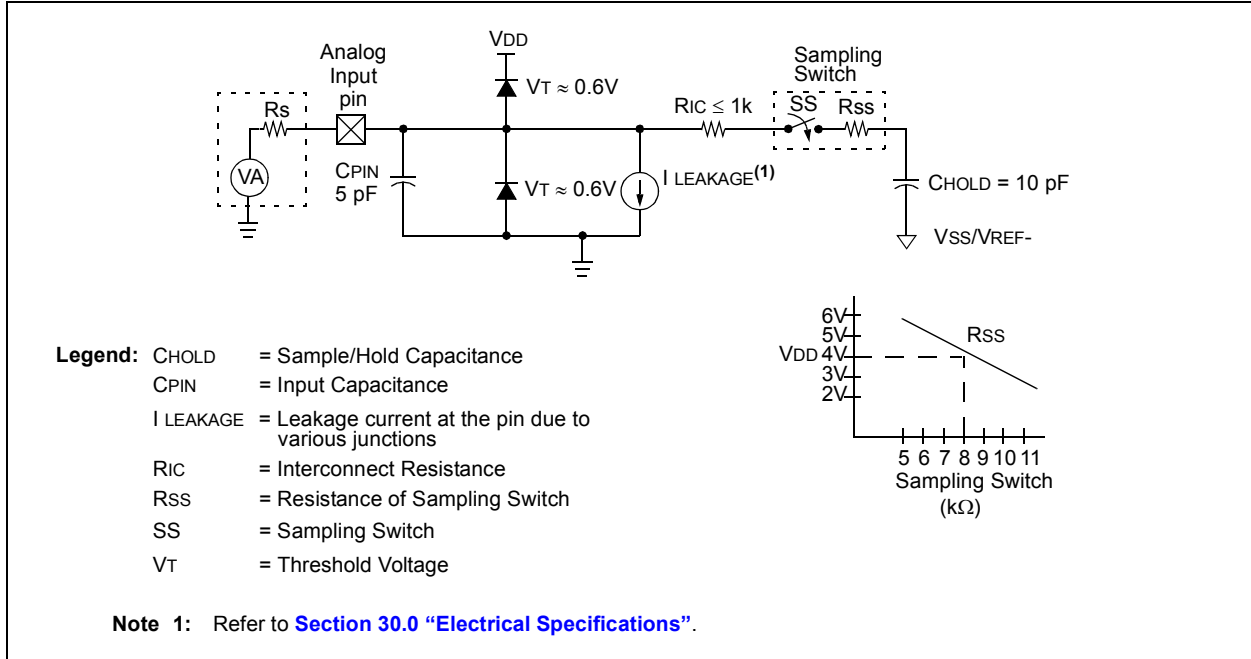 VDD
Analog
Input
pin
Sampling
Switch
VT ≈ 0.6V
RIC ≤ 1k
SS
Rss
Rs
VA
CPIN
5 pF
VT ≈ 0.6V
I LEAKAGE(1)
CHOLD = 10 pF
VSS/VREF-
6V
5V
VDD 4V
3V
2V
RSS
5 6 7 8 9 10 11
Sampling Switch
(kΩ)
Legend: CHOLD = Sample/Hold Capacitance
CPIN = Input Capacitance
I LEAKAGE = Leakage current at the pin due to
various junctions
RIC = Interconnect Resistance
RSS = Resistance of Sampling Switch
SS = Sampling Switch
VT = Threshold Voltage
Note 1: Refer to Section 30.0 “Electrical Specifications”.